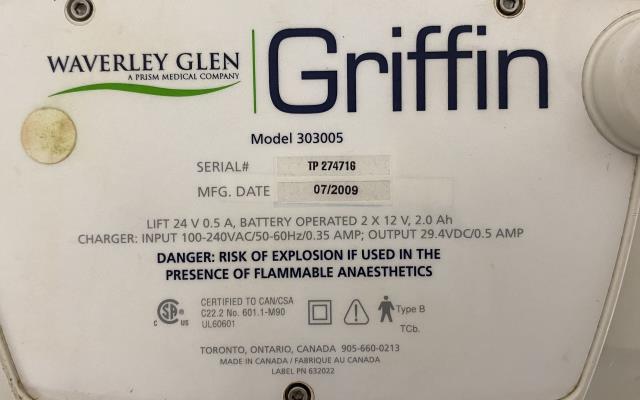 WAVERLEY GLEN
A PRISM MEDICAL COMPANY
Griffin
Model 303005
SERIAL# TP 274716
MFG. DATE 07/2009
LIFT 24 V 0.5 A, BATTERY OPERATED 2 X 12 V, 2.0 Ah
CHARGER: INPUT 100-240VAC/50-60Hz/0.35 AMP; OUTPUT 29.4VDC/0.5 AMP
DANGER: RISK OF EXPLOSION IF USED IN THE
PRESENCE OF FLAMMABLE ANAESTHETICS
CSA
C US
CERTIFIED TO CAN/CSA
C22.2 No. 601.1-M90
UL60601
Type B
TCb.
TORONTO, ONTARIO, CANADA 905-660-0213
MADE IN CANADA / FABRIQUE AU CANADA
LABEL PN 632022